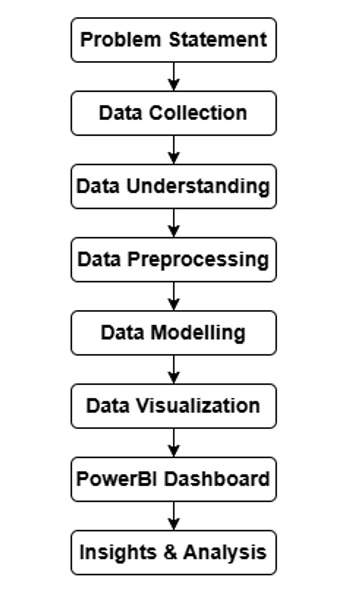 Problem Statement
Data Collection
Data Understanding
Data Preprocessing
Data Modelling
Data Visualization
PowerBI Dashboard
Insights & Analysis